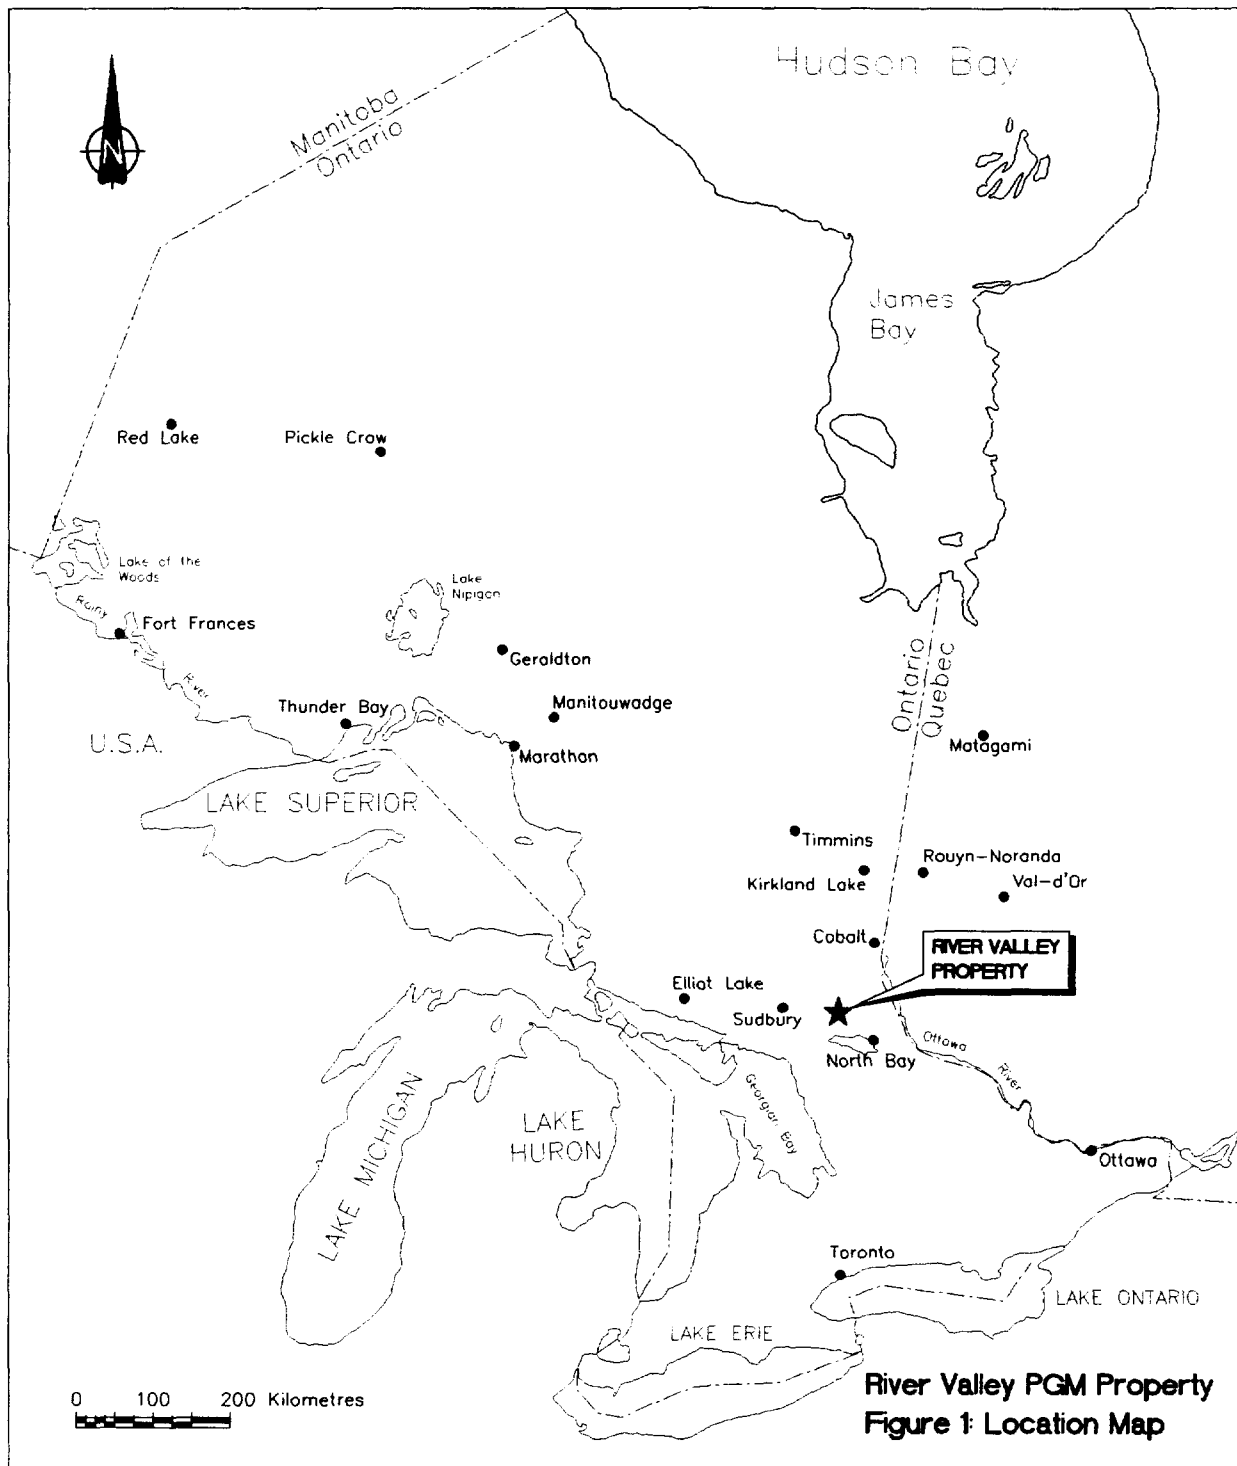 Hudson Bay
N
Manitoba
Ontario
James
Bay
Red Lake
Pickle Crow
Lake of the
Woods
Lake
Nipigon
Rainy
River
Fort Frances
Geraldton
Ontario
Quebec
Thunder Bay
Manitouwadge
U.S.A.
Marathon
Matagami
LAKE SUPERIOR
Timmins
Rouyn-Noranda
Kirkland Lake
Val-d'Or
Cobalt
RIVER VALLEY
PROPERTY
Elliot Lake
Sudbury
North Bay
Ottawa
River
Georgian Bay
LAKE MICHIGAN
LAKE
HURON
Ottawa
Toronto
LAKE ONTARIO
LAKE ERIE
River Valley PGM Property
Figure 1: Location Map
0 100 200 Kilometres